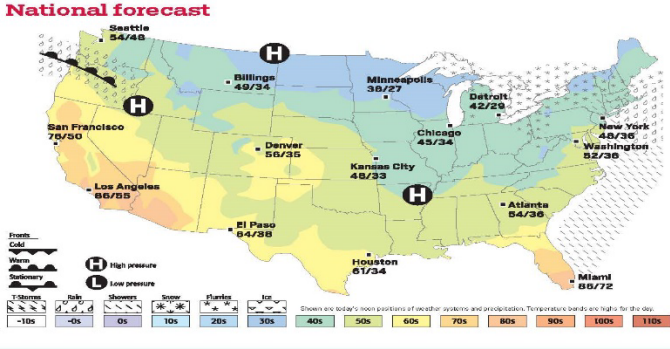 National forecast
Seattle
54/48
H
Billings
49/34
Minneapolis
38/27
Detroit
42/29
H
San Francisco
76/50
Denver
56/35
Chicago
45/34
New York
48/36
Washington
52/36
Kansas City
48/33
Los Angeles
86/55
H
Atlanta
54/36
El Paso
64/38
Houston
61/34
Miami
86/72
Fronts
Cold
Warm
Stationary
H High pressure
L Low pressure
T-Storms Rain Showers Snow Flurries Ice
Shown are today's noon positions of weather systems and precipitation. Temperature bands are highs for the day.
-10s -0s 0s 10s 20s 30s 40s 50s 60s 70s 80s 90s 100s 110s